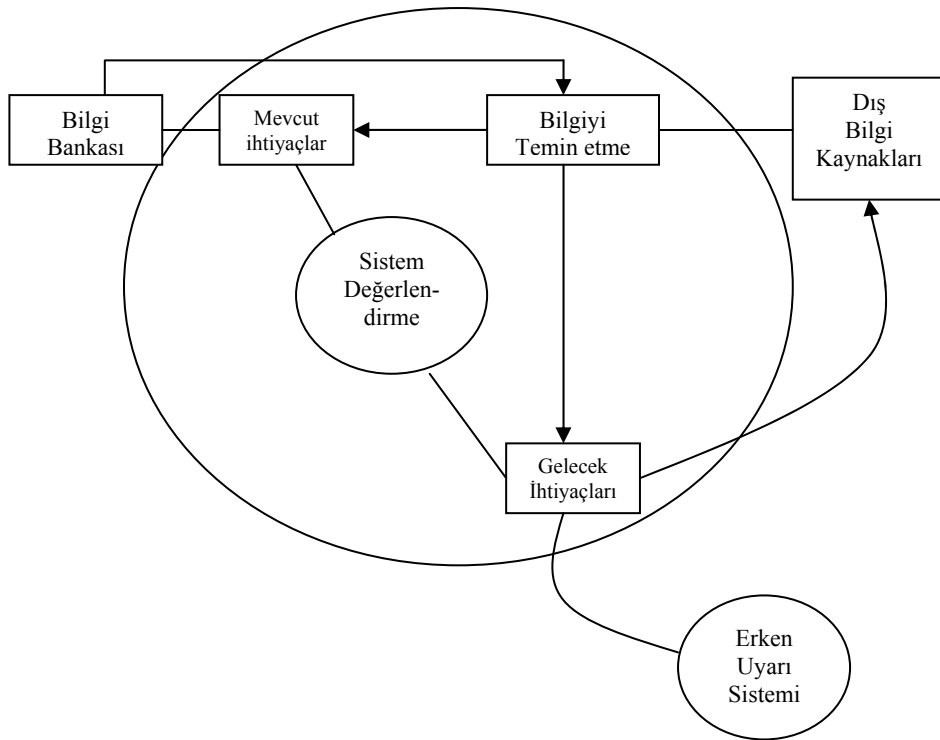 Bilgi
Bankası
Mevcut
ihtiyaçlar
Bilgiyi
Temin etme
Dış
Bilgi
Kaynakları
Sistem
Değerlen-
dirme
Gelecek
İhtiyaçları
Erken
Uyarı
Sistemi